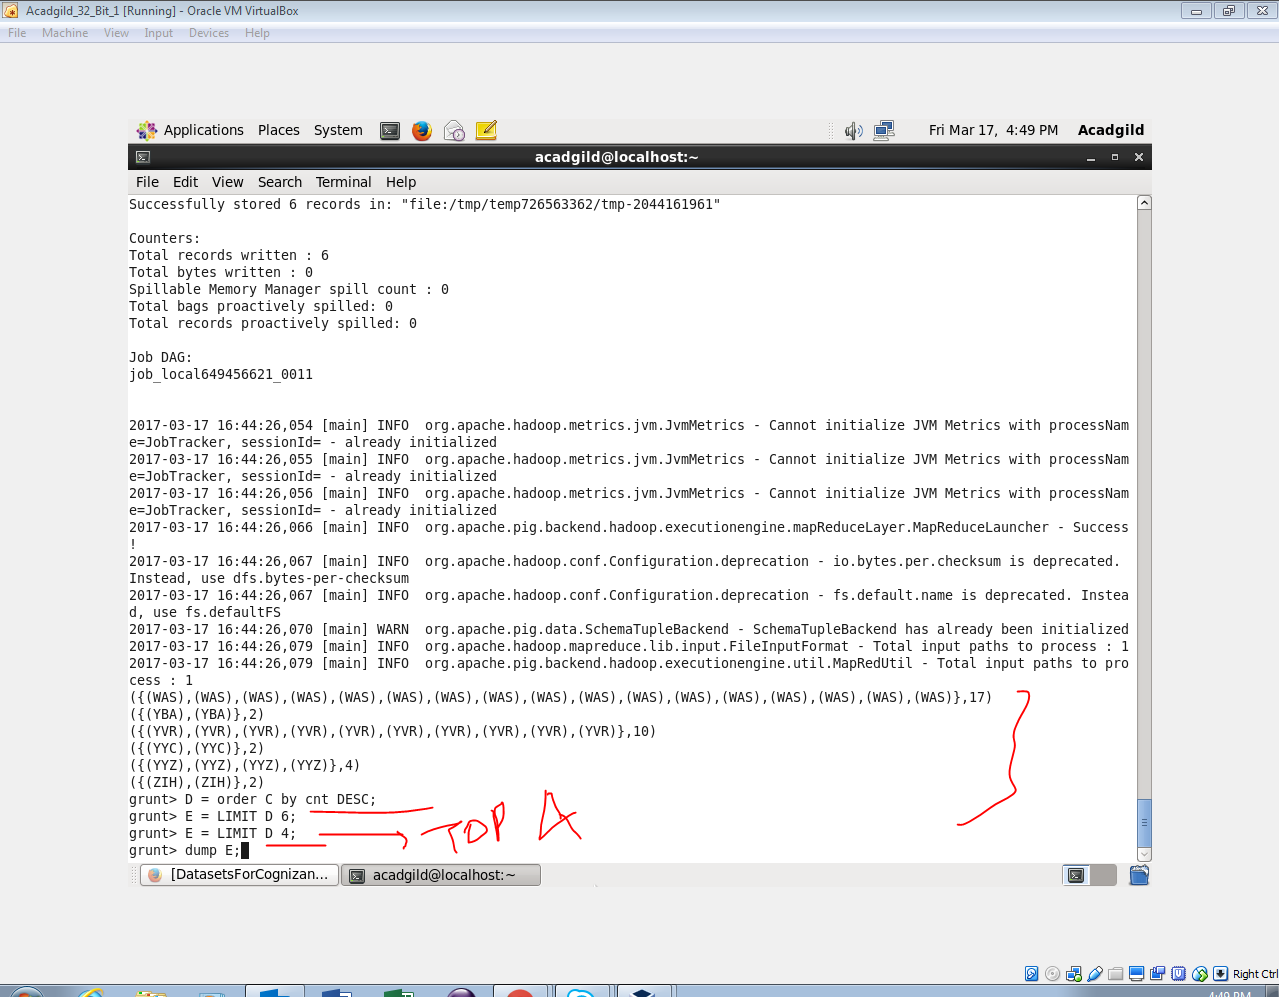 Acadgild_32_Bit_1 [Running] - Oracle VM VirtualBox
File Machine View Input Devices Help
Applications Places System Fri Mar 17, 4:49 PM Acadgild
acadgild@localhost:~
File Edit View Search Terminal Help
Successfully stored 6 records in: "file:/tmp/temp726563362/tmp-2044161961"
Counters:
Total records written : 6
Total bytes written : 0
Spillable Memory Manager spill count : 0
Total bags proactively spilled: 0
Total records proactively spilled: 0
Job DAG:
job_local649456621_0011
2017-03-17 16:44:26,054 [main] INFO  org.apache.hadoop.metrics.jvm.JvmMetrics - Cannot initialize JVM Metrics with processNam
e=JobTracker, sessionId= - already initialized
2017-03-17 16:44:26,055 [main] INFO  org.apache.hadoop.metrics.jvm.JvmMetrics - Cannot initialize JVM Metrics with processNam
e=JobTracker, sessionId= - already initialized
2017-03-17 16:44:26,056 [main] INFO  org.apache.hadoop.metrics.jvm.JvmMetrics - Cannot initialize JVM Metrics with processNam
e=JobTracker, sessionId= - already initialized
2017-03-17 16:44:26,066 [main] INFO  org.apache.pig.backend.hadoop.executionengine.mapReduceLayer.MapReduceLauncher - Success
!
2017-03-17 16:44:26,067 [main] INFO  org.apache.hadoop.conf.Configuration.deprecation - io.bytes.per.checksum is deprecated.
Instead, use dfs.bytes-per-checksum
2017-03-17 16:44:26,067 [main] INFO  org.apache.hadoop.conf.Configuration.deprecation - fs.default.name is deprecated. Instea
d, use fs.defaultFS
2017-03-17 16:44:26,070 [main] WARN  org.apache.pig.data.SchemaTupleBackend - SchemaTupleBackend has already been initialized
2017-03-17 16:44:26,079 [main] INFO  org.apache.hadoop.mapreduce.lib.input.FileInputFormat - Total input paths to process : 1
2017-03-17 16:44:26,079 [main] INFO  org.apache.pig.backend.hadoop.executionengine.util.MapRedUtil - Total input paths to pro
cess : 1
({(WAS),(WAS),(WAS),(WAS),(WAS),(WAS),(WAS),(WAS),(WAS),(WAS),(WAS),(WAS),(WAS),(WAS),(WAS),(WAS),(WAS)},17)
({(YBA),(YBA)},2)
({(YVR),(YVR),(YVR),(YVR),(YVR),(YVR),(YVR),(YVR),(YVR),(YVR)},10)
({(YYC),(YYC)},2)
({(YYZ),(YYZ),(YYZ),(YYZ)},4)
({(ZIH),(ZIH)},2)
grunt> D = order C by cnt DESC;
grunt> E = LIMIT D 6;
grunt> E = LIMIT D 4; TOP 4
grunt> dump E;
[DatasetsForCognizan... acadgild@localhost:~
Right Ctrl
4:49 PM